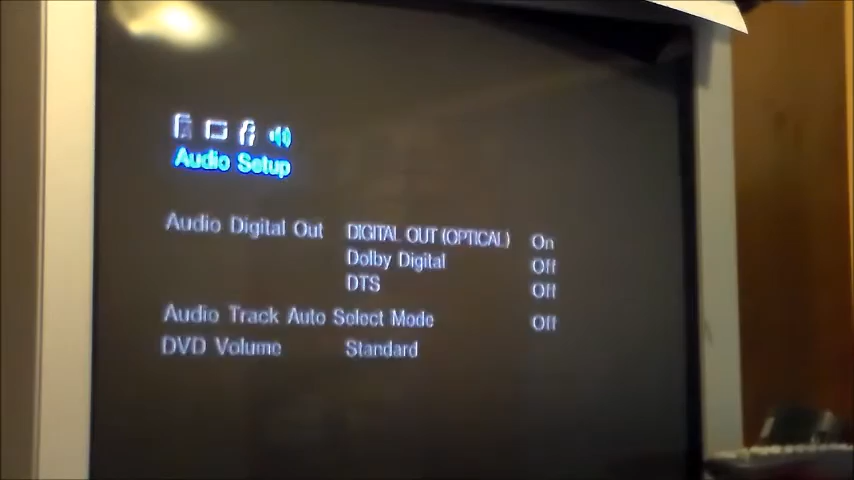 Audio Setup
Audio Digital Out DIGITAL OUT (OPTICAL) On
Dolby Digital Off
DTS Off
Audio Track Auto Select Mode Off
DVD Volume Standard